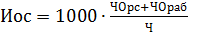 Иос = 1000 · (ЧОрс+ЧОраб)/Ч